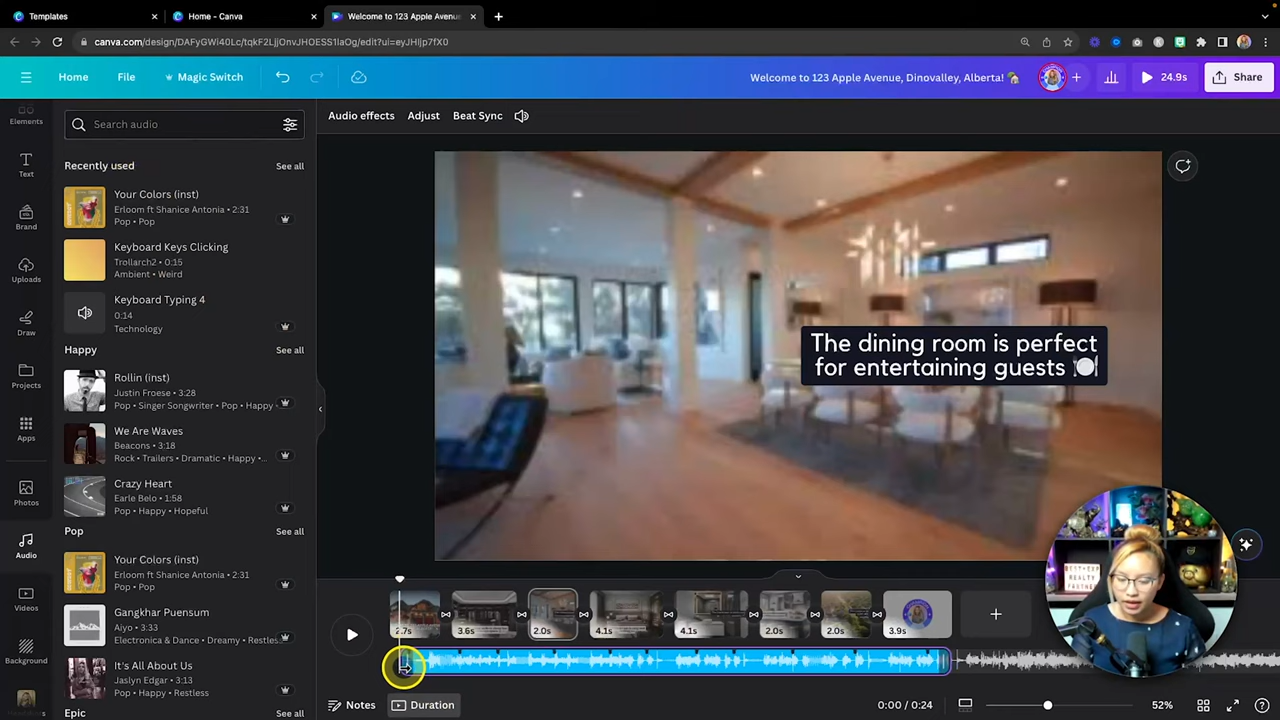 Templates
Home - Canva
Welcome to 123 Apple Avenue
canva.com/design/DAFyGWi40Lc/tqkF2LjjOnvJHOESS1laOg/edit?ui=eyJHIjp7fX0
Home
File
Magic Switch
Welcome to 123 Apple Avenue, Dinovalley, Alberta! 🏡
24.9s
Share
Elements
Text
Brand
Uploads
Draw
Projects
Apps
Photos
Audio
Videos
Background
Search audio
Recently used
See all
Your Colors (inst)
Erloom ft Shanice Antonia • 2:31
Pop • Pop
Keyboard Keys Clicking
Trollarch2 • 0:15
Ambient • Weird
Keyboard Typing 4
0:14
Technology
Happy
See all
Rollin (inst)
Justin Froese • 3:28
Pop • Singer Songwriter • Pop • Happy •
We Are Waves
Beacons • 3:18
Rock • Trailers • Dramatic • Happy •...
Crazy Heart
Earle Belo • 1:58
Pop • Happy • Hopeful
Pop
See all
Your Colors (inst)
Erloom ft Shanice Antonia • 2:31
Pop • Pop
Gangkhar Puensum
Aiyo • 3:33
Electronica & Dance • Dreamy • Restless
It's All About Us
Jaslyn Edgar • 3:13
Pop • Happy • Restless
Epic
See all
Audio effects
Adjust
Beat Sync
The dining room is perfect
for entertaining guests 🍽️
2.7s
3.6s
2.0s
4.1s
4.1s
2.0s
2.0s
3.9s
Notes
Duration
0:00 / 0:24
52%